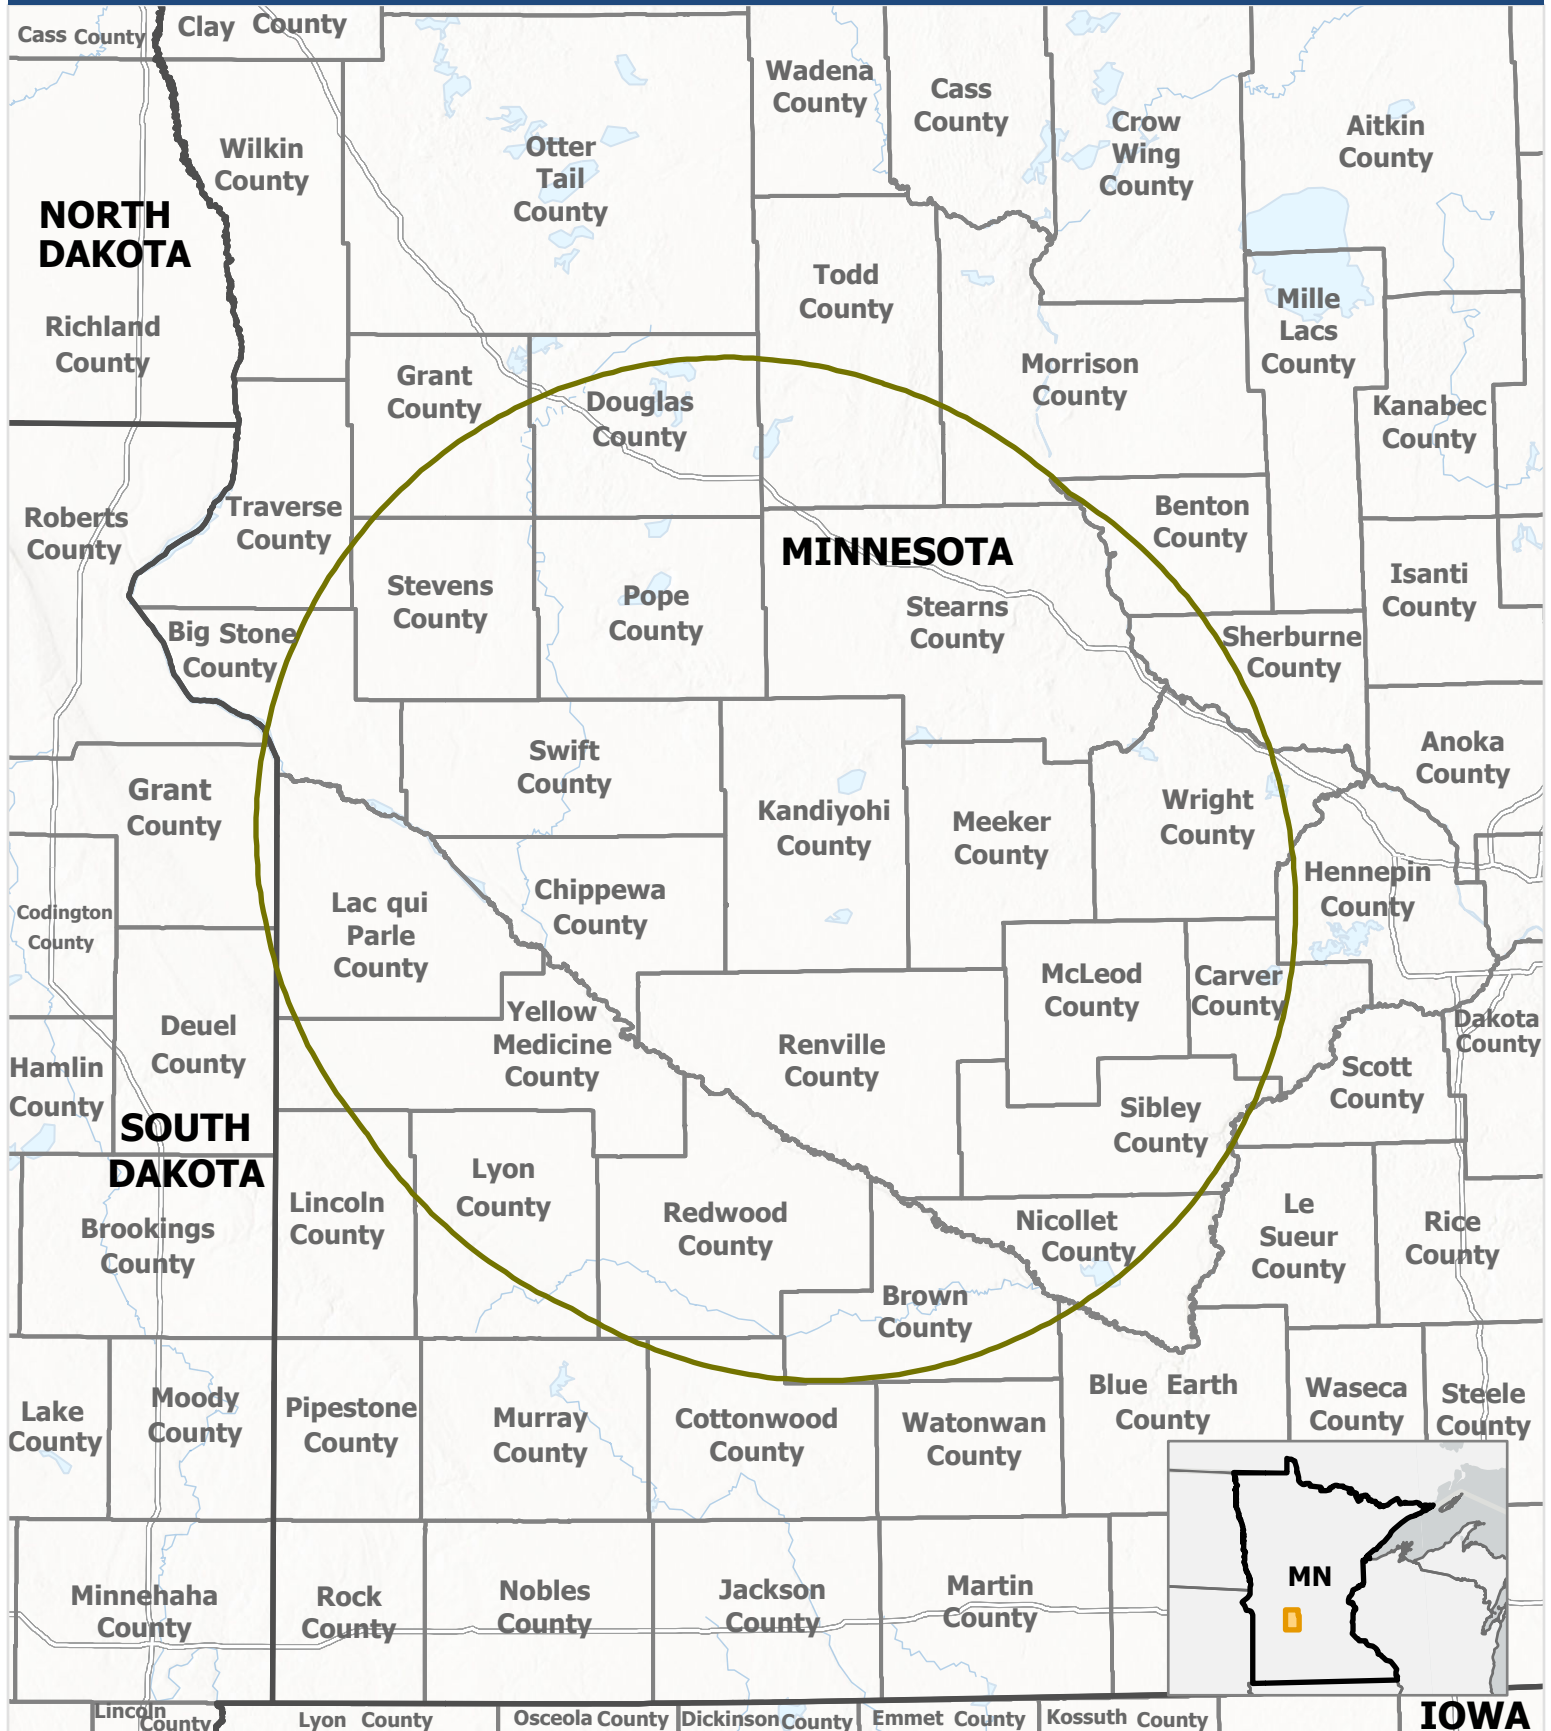 Cass County
Clay County
Wadena
County
Cass
County
Crow
Wing
County
Aitkin
County
Wilkin
County
Otter
Tail
County
NORTH
DAKOTA
Richland
County
Todd
County
Mille
Lacs
County
Morrison
County
Grant
County
Douglas
County
Kanabec
County
Roberts
County
Traverse
County
Benton
County
MINNESOTA
Stevens
County
Pope
County
Stearns
County
Isanti
County
Big Stone
County
Sherburne
County
Swift
County
Anoka
County
Grant
County
Kandiyohi
County
Meeker
County
Wright
County
Codington
County
Lac qui
Parle
County
Chippewa
County
Hennepin
County
McLeod
County
Carver
County
Deuel
County
Yellow
Medicine
County
Renville
County
Dakota
County
Hamlin
County
Scott
County
SOUTH
DAKOTA
Sibley
County
Lincoln
County
Lyon
County
Redwood
County
Nicollet
County
Le
Sueur
County
Rice
County
Brookings
County
Brown
County
Lake
County
Moody
County
Pipestone
County
Murray
County
Cottonwood
County
Watonwan
County
Blue Earth
County
Waseca
County
Steele
County
Minnehaha
County
Rock
County
Nobles
County
Jackson
County
Martin
County
MN
Lincoln
County
Lyon County
Osceola County
Dickinson County
Emmet County
Kossuth County
IOWA